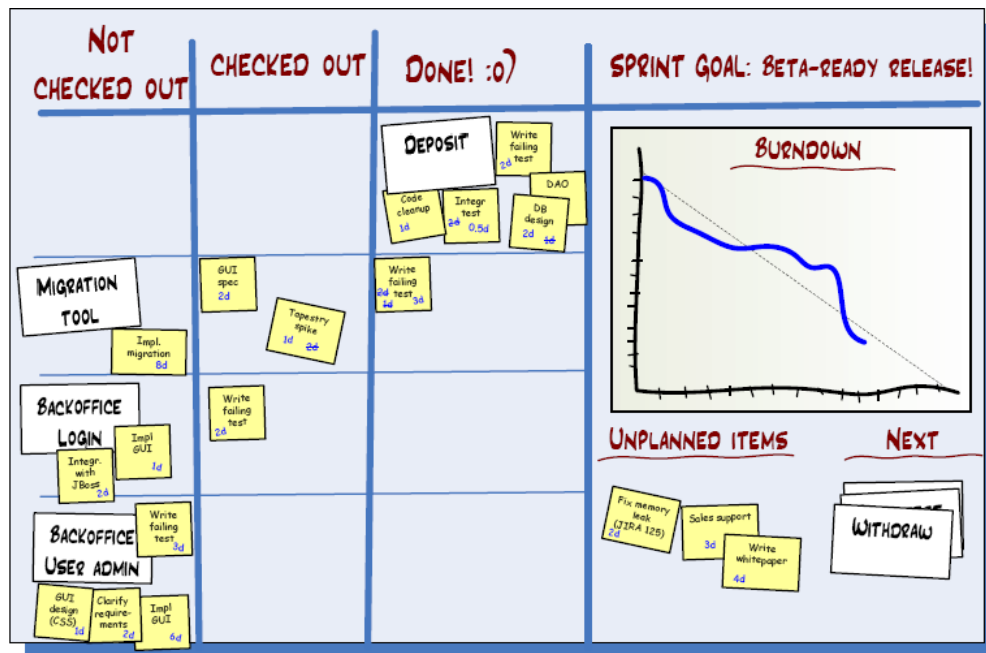 NOT
CHECKED OUT
CHECKED OUT
DONE! :o)
SPRINT GOAL: BETA-READY RELEASE!
DEPOSIT
Write
failing
test
2d
DAO
Code
cleanup
1d
Integr
test
2d 0.5d
DB
design
2d 1d
BURNDOWN
MIGRATION
TOOL
Impl.
migration
8d
GUI
spec
2d
Tapestry
spike
1d 2d
Write
failing
2d test
1d 3d
BACKOFFICE
LOGIN
Impl
GUI
1d
Integr.
with
JBoss
2d
Write
failing
test
2d
BACKOFFICE
USER ADMIN
Write
failing
test
3d
GUI
design
(CSS)
1d
Clarify
require-
ments
2d
Impl
GUI
6d
UNPLANNED ITEMS
Fix memory
leak
(JIRA 125)
2d
Sales support
3d
Write
whitepaper
4d
NEXT
WITHDRAW